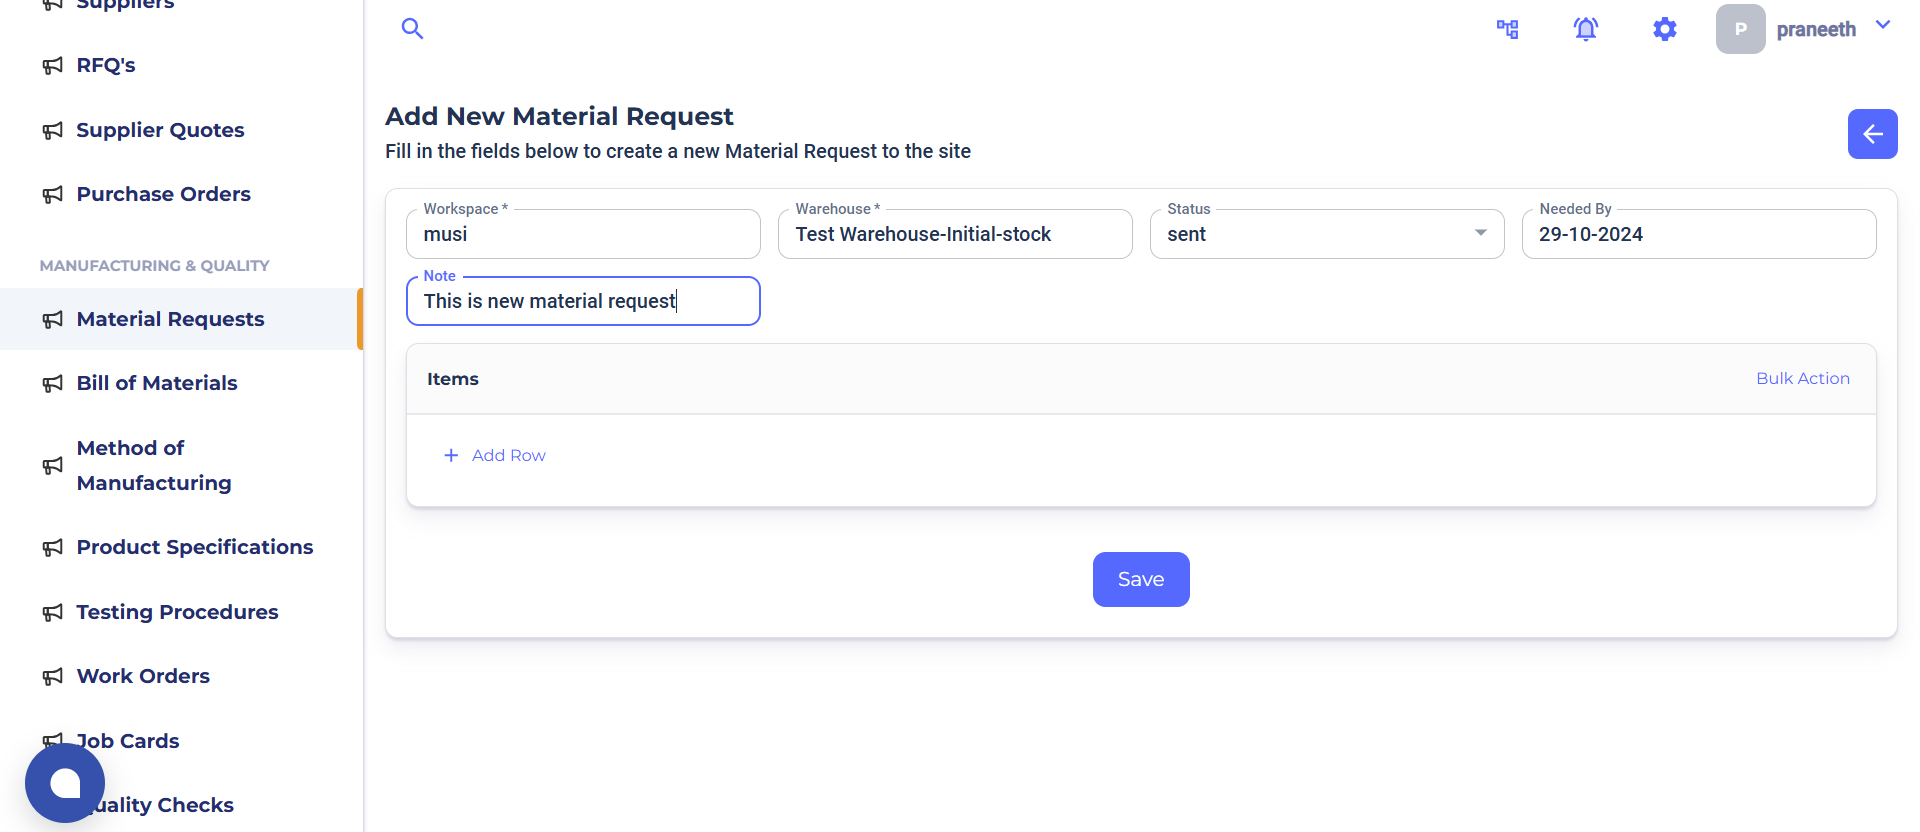 Suppliers
RFQ's
Supplier Quotes
Purchase Orders
MANUFACTURING & QUALITY
Material Requests
Bill of Materials
Method of
Manufacturing
Product Specifications
Testing Procedures
Work Orders
Job Cards
Quality Checks
P praneeth
Add New Material Request
Fill in the fields below to create a new Material Request to the site
Workspace *
musi
Warehouse *
Test Warehouse-Initial-stock
Status
sent
Needed By
29-10-2024
Note
This is new material request
Items
Bulk Action
+ Add Row
Save